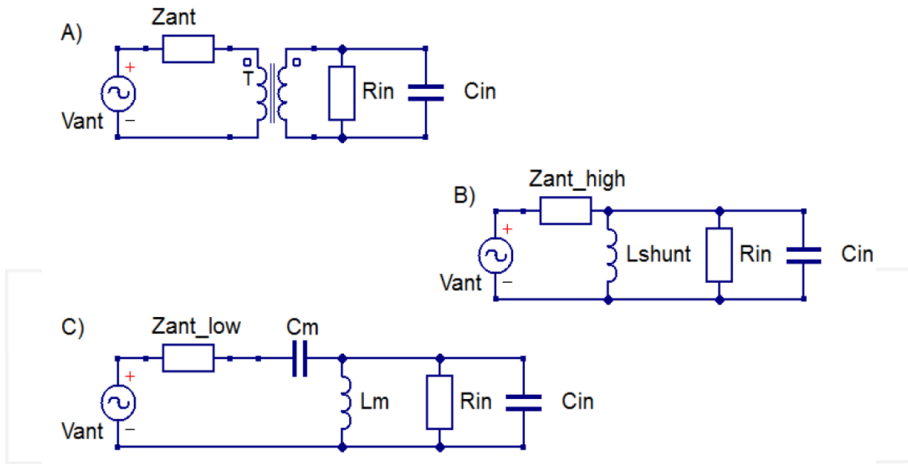 A)
Zant
T
+
Vant
−
Rin
Cin
B)
Zant_high
+
Vant
−
Lshunt
Rin
Cin
C)
Zant_low
Cm
+
Vant
−
Lm
Rin
Cin